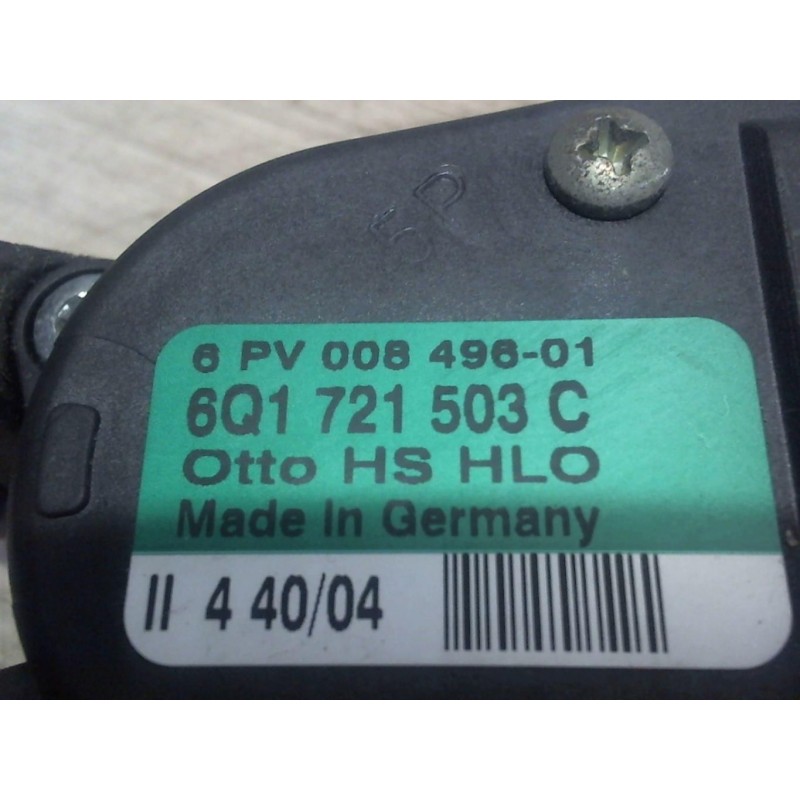 6 PV 008 496-01
6Q1 721 503 C
Otto HS HLO
Made In Germany
II 4 40/04